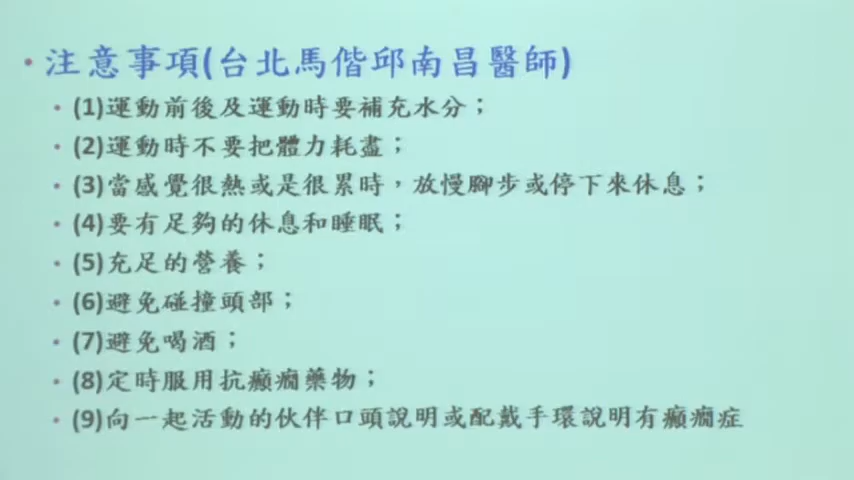 • 注意事項(台北馬偕邱南昌醫師)
• (1)運動前後及運動時要補充水分；
• (2)運動時不要把體力耗盡；
• (3)當感覺很熱或是很累時，放慢腳步或停下來休息；
• (4)要有足夠的休息和睡眠；
• (5)充足的營養；
• (6)避免碰撞頭部；
• (7)避免喝酒；
• (8)定時服用抗癲癇藥物；
• (9)向一起活動的伙伴口頭說明或配戴手環說明有癲癇症